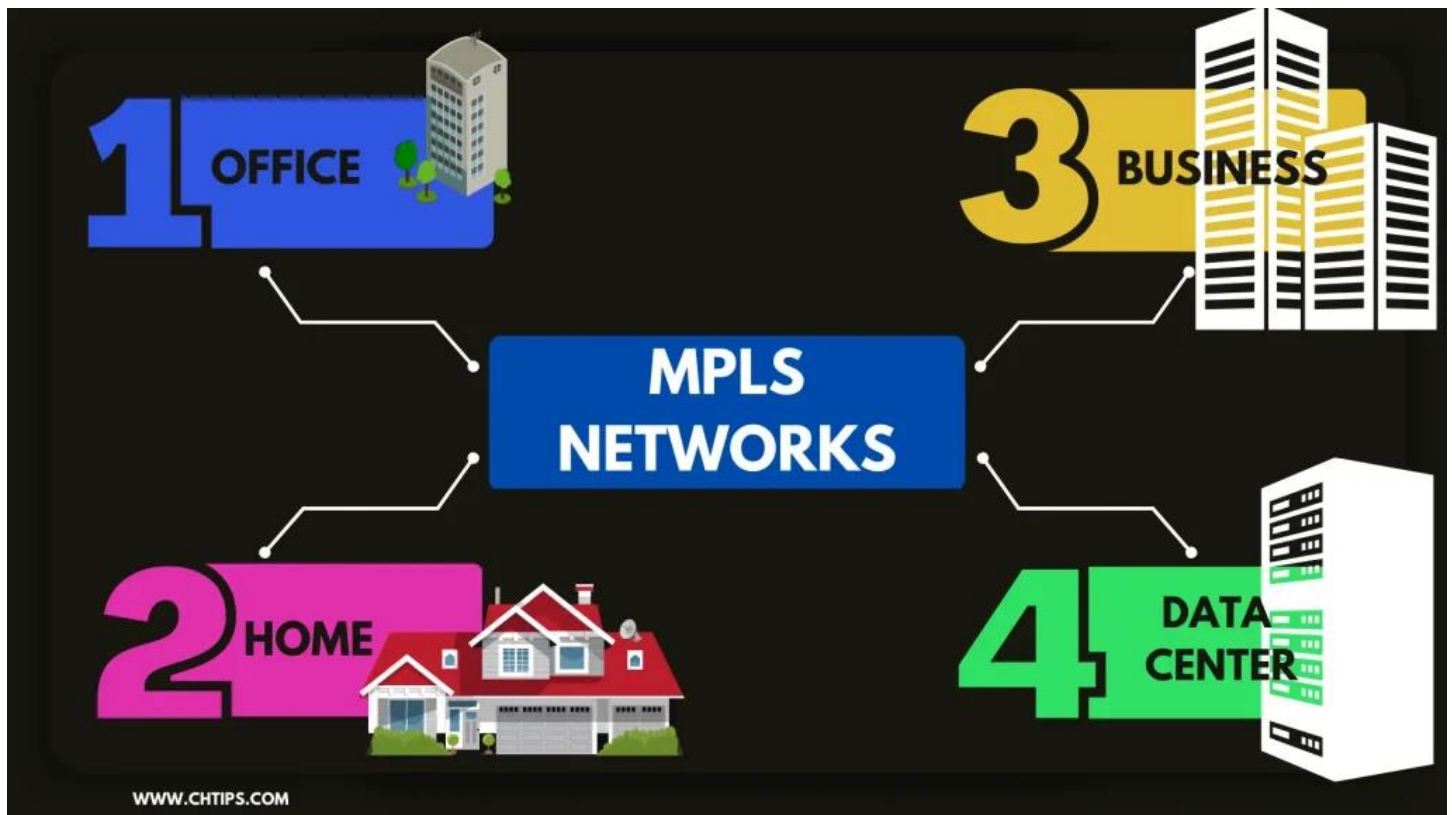 1 OFFICE
3 BUSINESS
MPLS
NETWORKS
2 HOME
4 DATA
CENTER
WWW.CHTIPS.COM